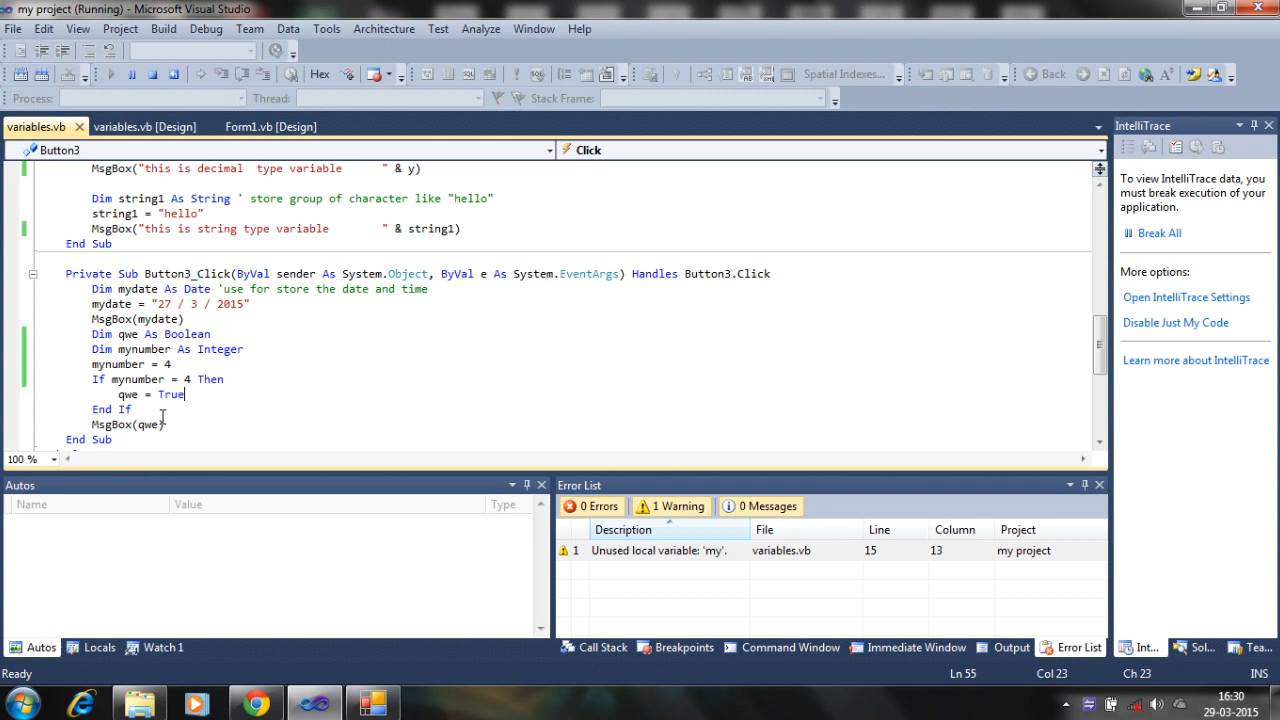 my project (Running) - Microsoft Visual Studio
File Edit View Project Build Debug Team Data Tools Architecture Test Analyze Window Help
Hex Spatial Indexes... Back
Process: Thread: Stack Frame:
variables.vb variables.vb [Design] Form1.vb [Design]
Button3 Click
MsgBox("this is decimal  type variable      " & y)
Dim string1 As String ' store group of character like "hello"
string1 = "hello"
MsgBox("this is string type variable        " & string1)
End Sub
Private Sub Button3_Click(ByVal sender As System.Object, ByVal e As System.EventArgs) Handles Button3.Click
Dim mydate As Date 'use for store the date and time
mydate = "27 / 3 / 2015"
MsgBox(mydate)
Dim qwe As Boolean
Dim mynumber As Integer
mynumber = 4
If mynumber = 4 Then
qwe = True
End If
MsgBox(qwe)
End Sub
100 %
IntelliTrace
To view IntelliTrace data, you
must break execution of your
application.
Break All
More options:
Open IntelliTrace Settings
Disable Just My Code
Learn more about IntelliTrace
Autos
Name Value Type
Error List
0 Errors 1 Warning 0 Messages
Description File Line Column Project
1 Unused local variable: 'my'. variables.vb 15 13 my project
Autos Locals Watch 1
Call Stack Breakpoints Command Window Immediate Window Output Error List
Int... Sol... Tea...
Ready Ln 55 Col 23 Ch 23 INS
16:30
29-03-2015